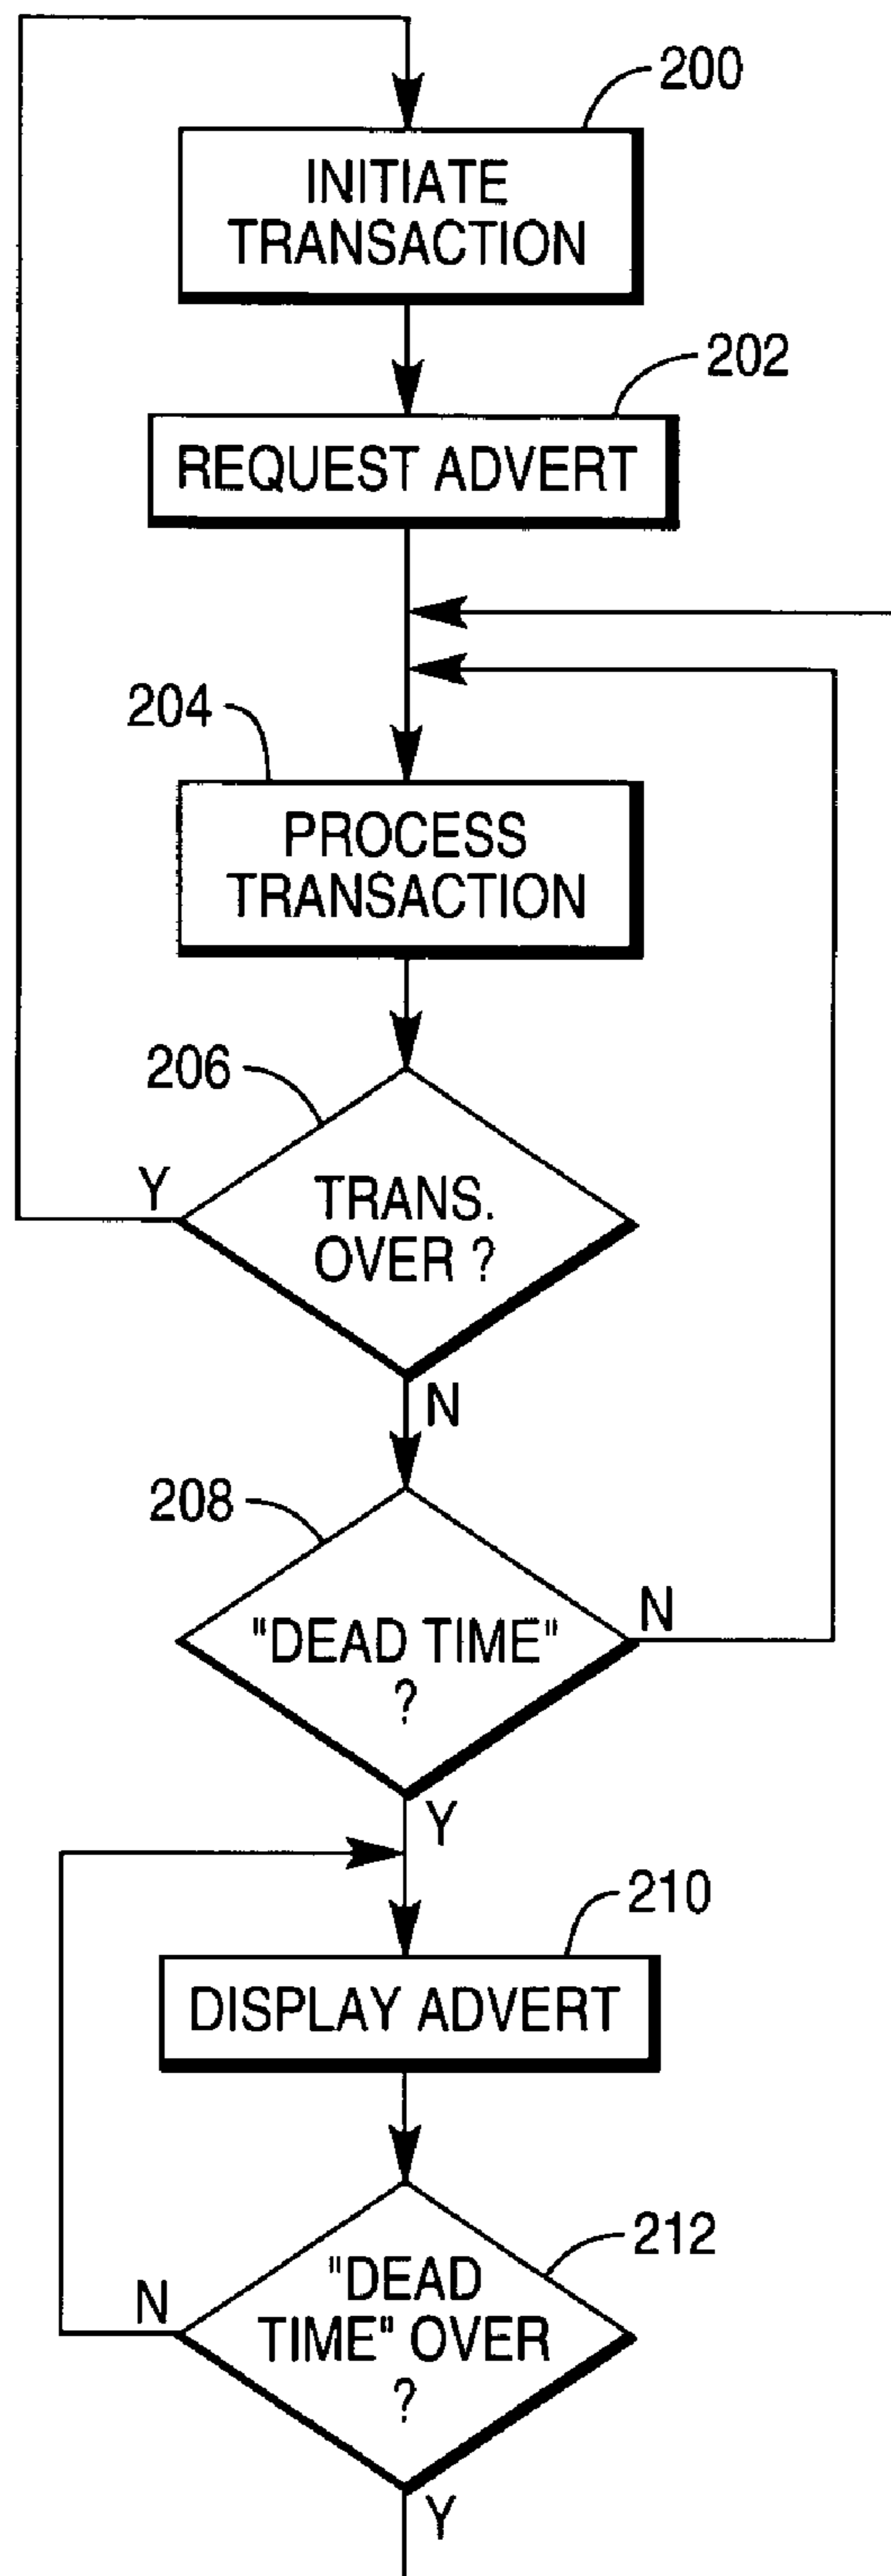 200
INITIATE
TRANSACTION
202
REQUEST ADVERT
204
PROCESS
TRANSACTION
206
Y
TRANS.
OVER ?
N
208
"DEAD TIME"
?
N
Y
210
DISPLAY ADVERT
212
"DEAD
TIME" OVER
?
N
Y